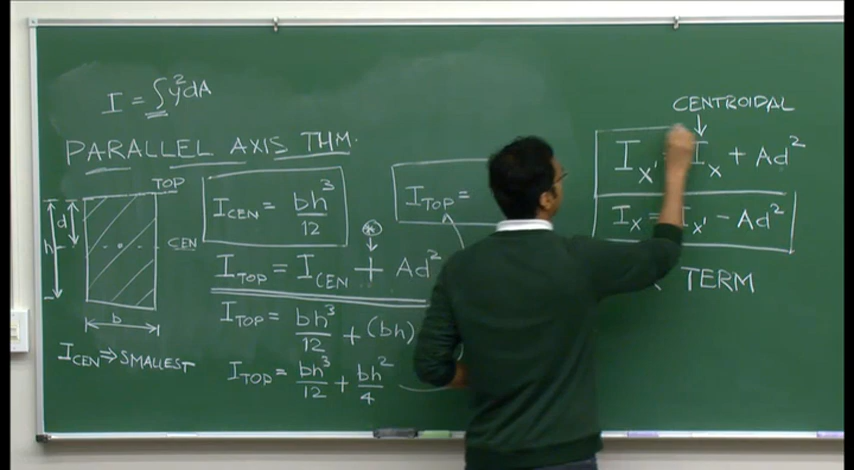 I = ∫y²dA
PARALLEL AXIS THM.
TOP
d
h
CEN
b
I_CEN ⇒ SMALLEST
I_CEN = bh³/12
I_TOP = I_CEN + Ad²
I_TOP = bh³/12 + (bh)
I_TOP = bh³/12 + bh²/4
I_TOP =
CENTROIDAL
I_x' = I_x + Ad²
I_x = I_x' - Ad²
TERM